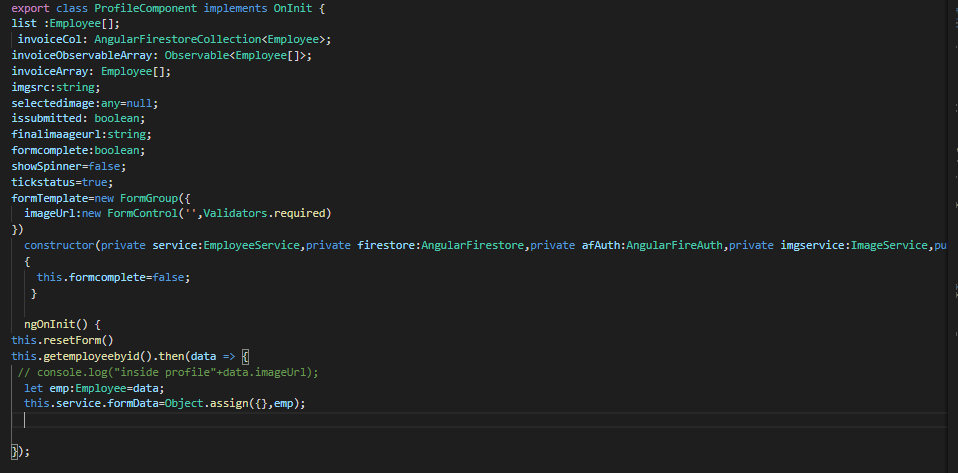 export class ProfileComponent implements OnInit {
list :Employee[];
invoiceCol: AngularFirestoreCollection<Employee>;
invoiceObservableArray: Observable<Employee[]>;
invoiceArray: Employee[];
imgsrc:string;
selectedimage:any=null;
issubmitted: boolean;
finalimaageurl:string;
formcomplete:boolean;
showSpinner=false;
tickstatus=true;
formTemplate=new FormGroup({
imageUrl:new FormControl('',Validators.required)
})
constructor(private service:EmployeeService,private firestore:AngularFirestore,private afAuth:AngularFireAuth,private imgservice:ImageService,pu
{
this.formcomplete=false;
}
ngOnInit() {
this.resetForm()
this.getemployeebyid().then(data => {
// console.log("inside profile"+data.imageUrl);
let emp:Employee=data;
this.service.formData=Object.assign({},emp);
});